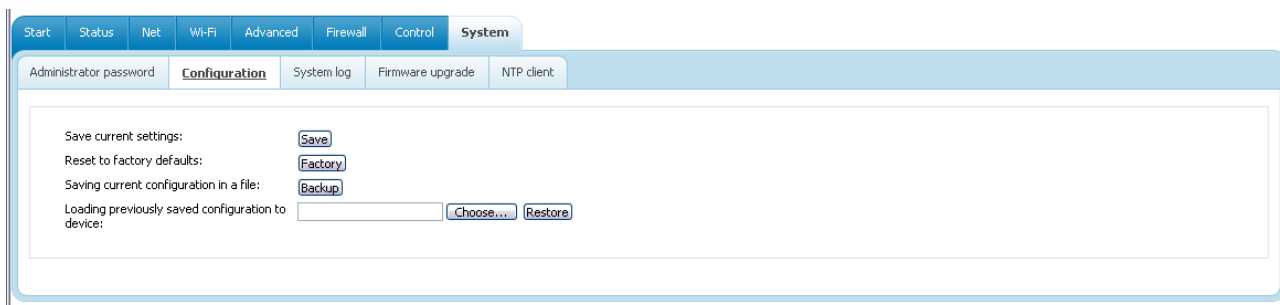 Start Status Net Wi-Fi Advanced Firewall Control System
Administrator password Configuration System log Firmware upgrade NTP client
Save current settings: Save
Reset to factory defaults: Factory
Saving current configuration in a file: Backup
Loading previously saved configuration to Choose... Restore
device: